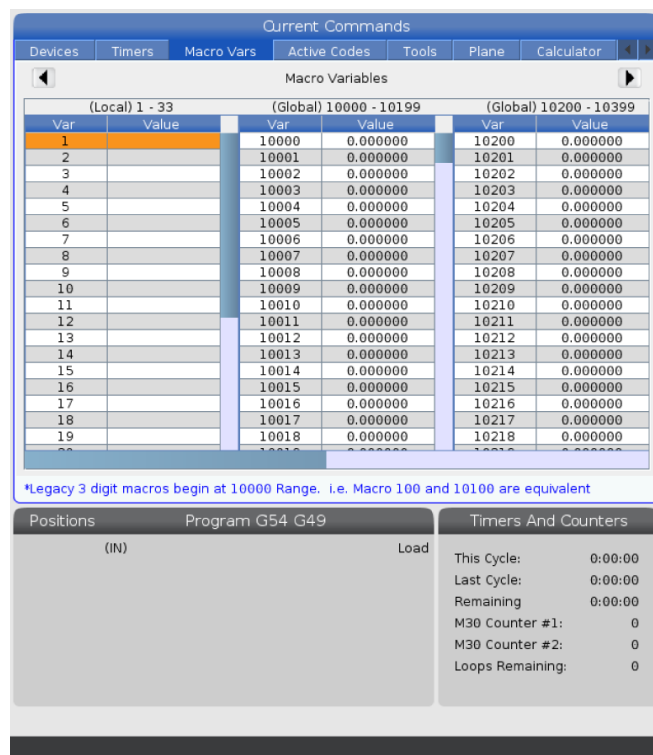 Current Commands
Devices Timers Macro Vars Active Codes Tools Plane Calculator
Macro Variables
(Local) 1 - 33 (Global) 10000 - 10199 (Global) 10200 - 10399
Var Value Var Value Var Value
1 10000 0.000000 10200 0.000000
2 10001 0.000000 10201 0.000000
3 10002 0.000000 10202 0.000000
4 10003 0.000000 10203 0.000000
5 10004 0.000000 10204 0.000000
6 10005 0.000000 10205 0.000000
7 10006 0.000000 10206 0.000000
8 10007 0.000000 10207 0.000000
9 10008 0.000000 10208 0.000000
10 10009 0.000000 10209 0.000000
11 10010 0.000000 10210 0.000000
12 10011 0.000000 10211 0.000000
13 10012 0.000000 10212 0.000000
14 10013 0.000000 10213 0.000000
15 10014 0.000000 10214 0.000000
16 10015 0.000000 10215 0.000000
17 10016 0.000000 10216 0.000000
18 10017 0.000000 10217 0.000000
19 10018 0.000000 10218 0.000000
*Legacy 3 digit macros begin at 10000 Range. i.e. Macro 100 and 10100 are equivalent
Positions Program G54 G49
(IN) Load
Timers And Counters
This Cycle: 0:00:00
Last Cycle: 0:00:00
Remaining 0:00:00
M30 Counter #1: 0
M30 Counter #2: 0
Loops Remaining: 0